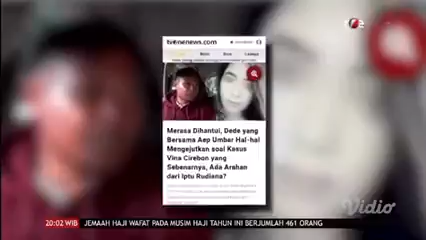 tvonenews.com
Merasa Dihantui, Dede yang
Bersama Aep Umbar Hal-hal
Mengejutkan soal Kasus
Vina Cirebon yang
Sebenarnya, Ada Arahan
dari Iptu Rudiana?
Vidio
20:02 WIB JEMAAH HAJI WAFAT PADA MUSIM HAJI TAHUN INI BERJUMLAH 461 ORANG